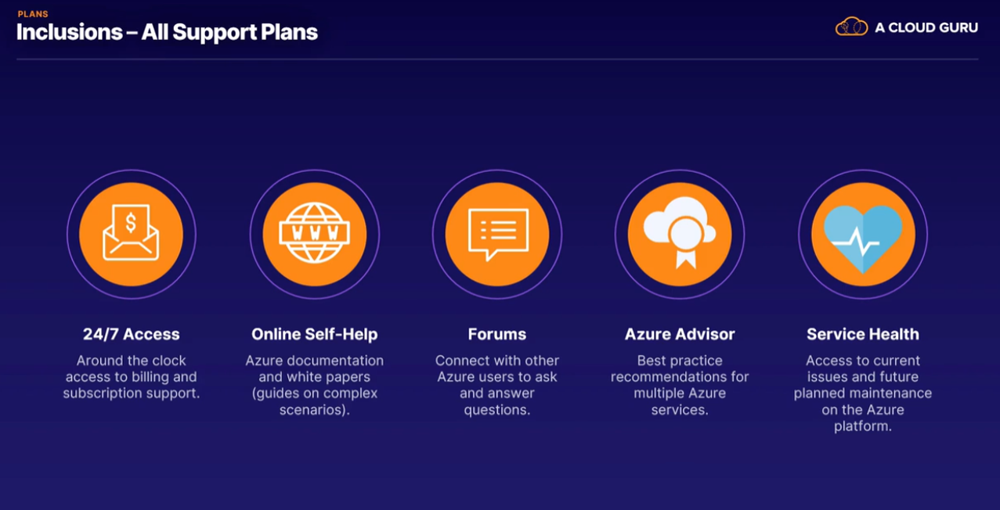 PLANS
Inclusions – All Support Plans
A CLOUD GURU
$
WWW
24/7 Access
Around the clock
access to billing and
subscription support.
Online Self-Help
Azure documentation
and white papers
(guides on complex
scenarios).
Forums
Connect with other
Azure users to ask
and answer
questions.
Azure Advisor
Best practice
recommendations for
multiple Azure
services.
Service Health
Access to current
issues and future
planned maintenance
on the Azure
platform.